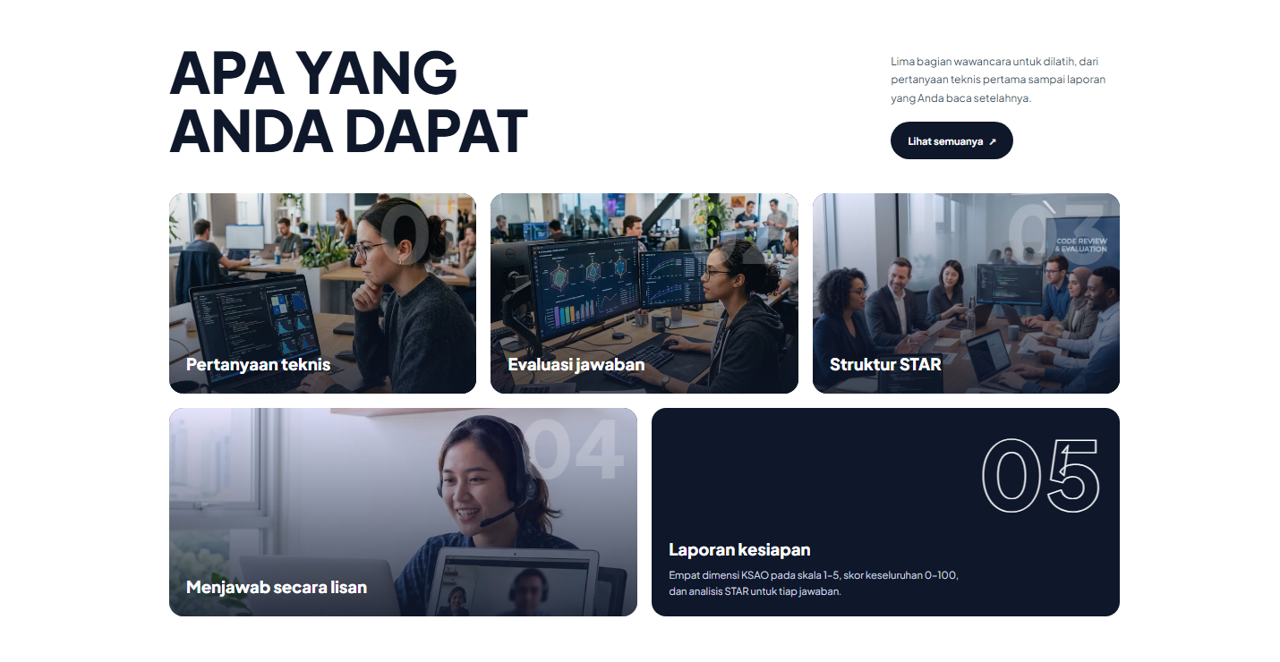 APA YANG
ANDA DAPAT
Lima bagian wawancara untuk dilatih, dari
pertanyaan teknis pertama sampai laporan
yang Anda baca setelahnya.
Lihat semuanya ↗
02
03
CODE REVIEW
& EVALUATION
Pertanyaan teknis
Evaluasi jawaban
Struktur STAR
04
Menjawab secara lisan
05
Laporan kesiapan
Empat dimensi KSAO pada skala 1–5, skor keseluruhan 0–100,
dan analisis STAR untuk tiap jawaban.